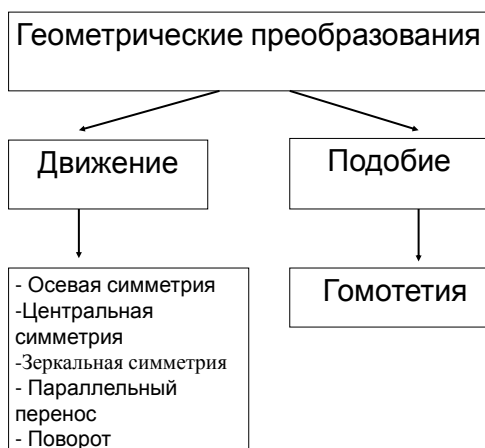 Геометрические преобразования
Движение
Подобие
- Осевая симметрия
-Центральная
симметрия
-Зеркальная симметрия
- Параллельный
перенос
- Поворот
Гомотетия